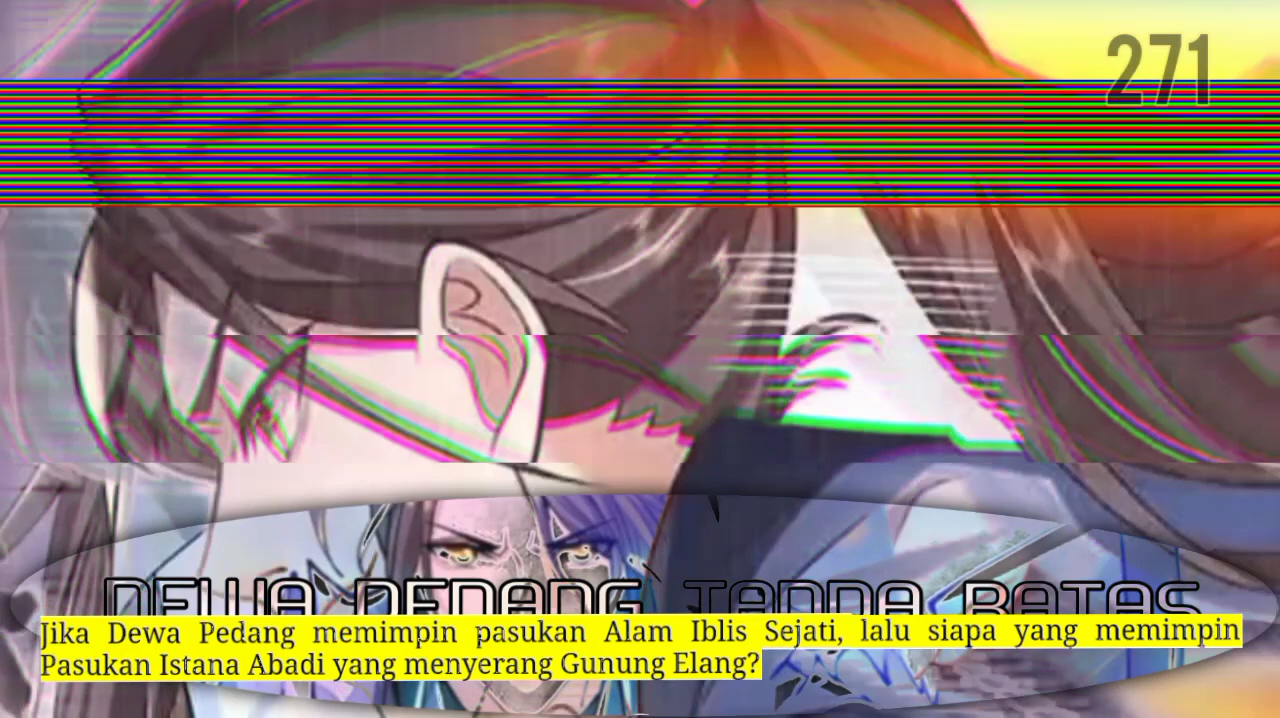 271
DEWA PEDANG TANPA BATAS
Jika Dewa Pedang memimpin pasukan Alam Iblis Sejati, lalu siapa yang memimpin
Pasukan Istana Abadi yang menyerang Gunung Elang?